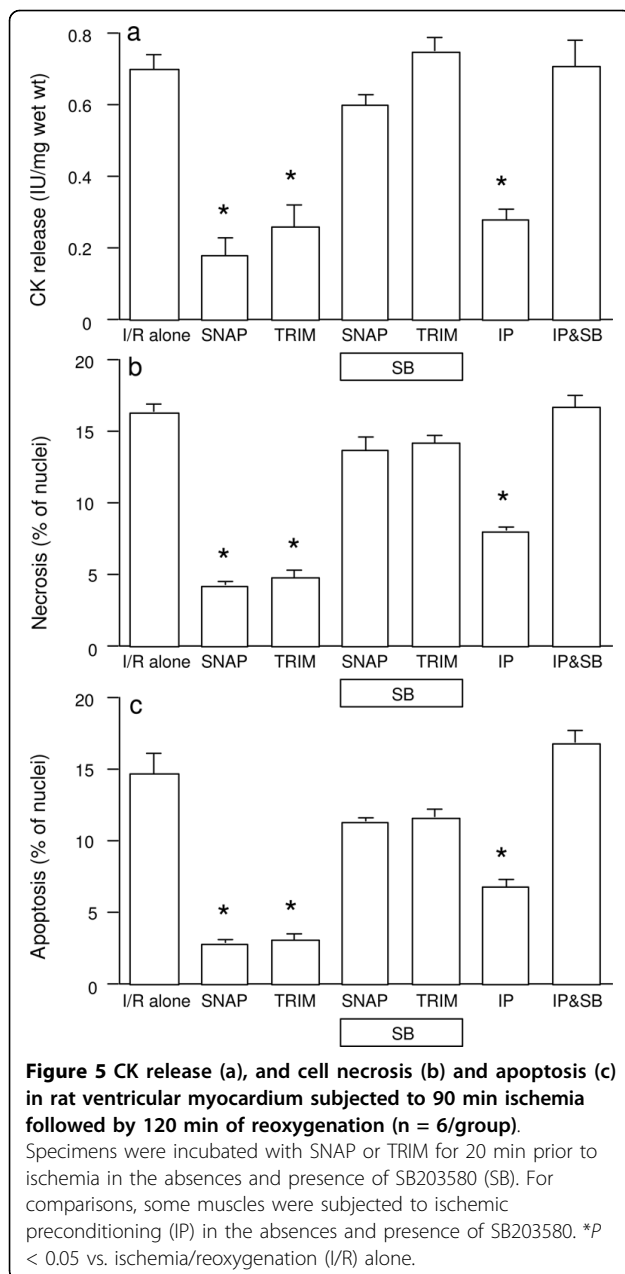 a
0.8
0.6
0.4
0.2
0
CK release (IU/mg wet wt)
*
*
*
I/R alone SNAP TRIM SNAP TRIM IP IP&SB
SB
b
20
15
10
5
0
Necrosis (% of nuclei)
*
*
*
I/R alone SNAP TRIM SNAP TRIM IP IP&SB
SB
c
20
15
10
5
0
Apoptosis (% of nuclei)
*
*
*
I/R alone SNAP TRIM SNAP TRIM IP IP&SB
SB
Figure 5 CK release (a), and cell necrosis (b) and apoptosis (c)
in rat ventricular myocardium subjected to 90 min ischemia
followed by 120 min of reoxygenation (n = 6/group).
Specimens were incubated with SNAP or TRIM for 20 min prior to
ischemia in the absences and presence of SB203580 (SB). For
comparisons, some muscles were subjected to ischemic
preconditioning (IP) in the absences and presence of SB203580. *P
< 0.05 vs. ischemia/reoxygenation (I/R) alone.